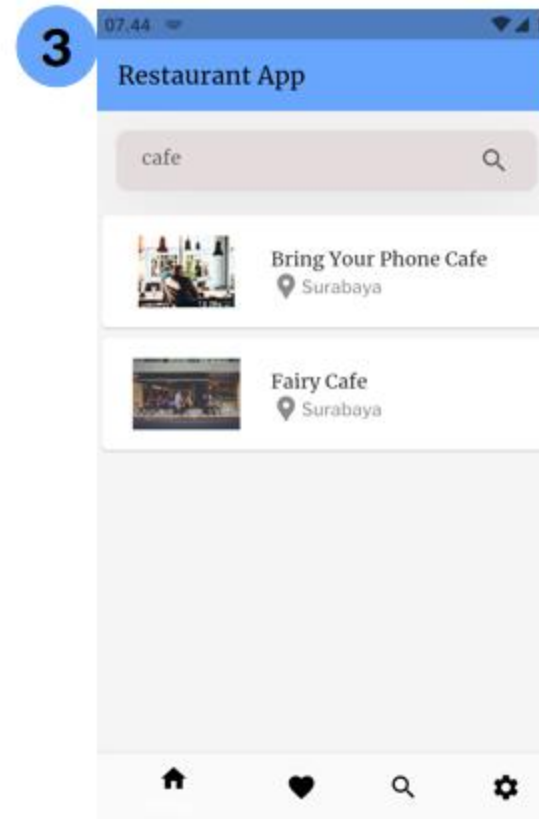 3
07.44
Restaurant App
cafe
Bring Your Phone Cafe
Surabaya
Fairy Cafe
Surabaya